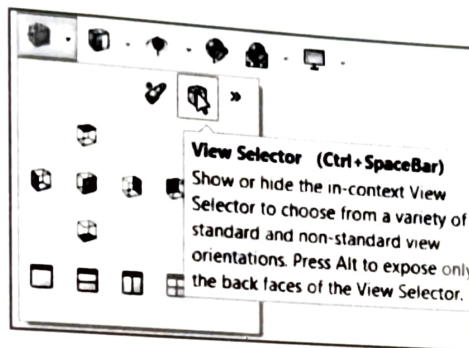 View Selector (Ctrl+SpaceBar)
Show or hide the in-context View
Selector to choose from a variety of
standard and non-standard view
orientations. Press Alt to expose only
the back faces of the View Selector.